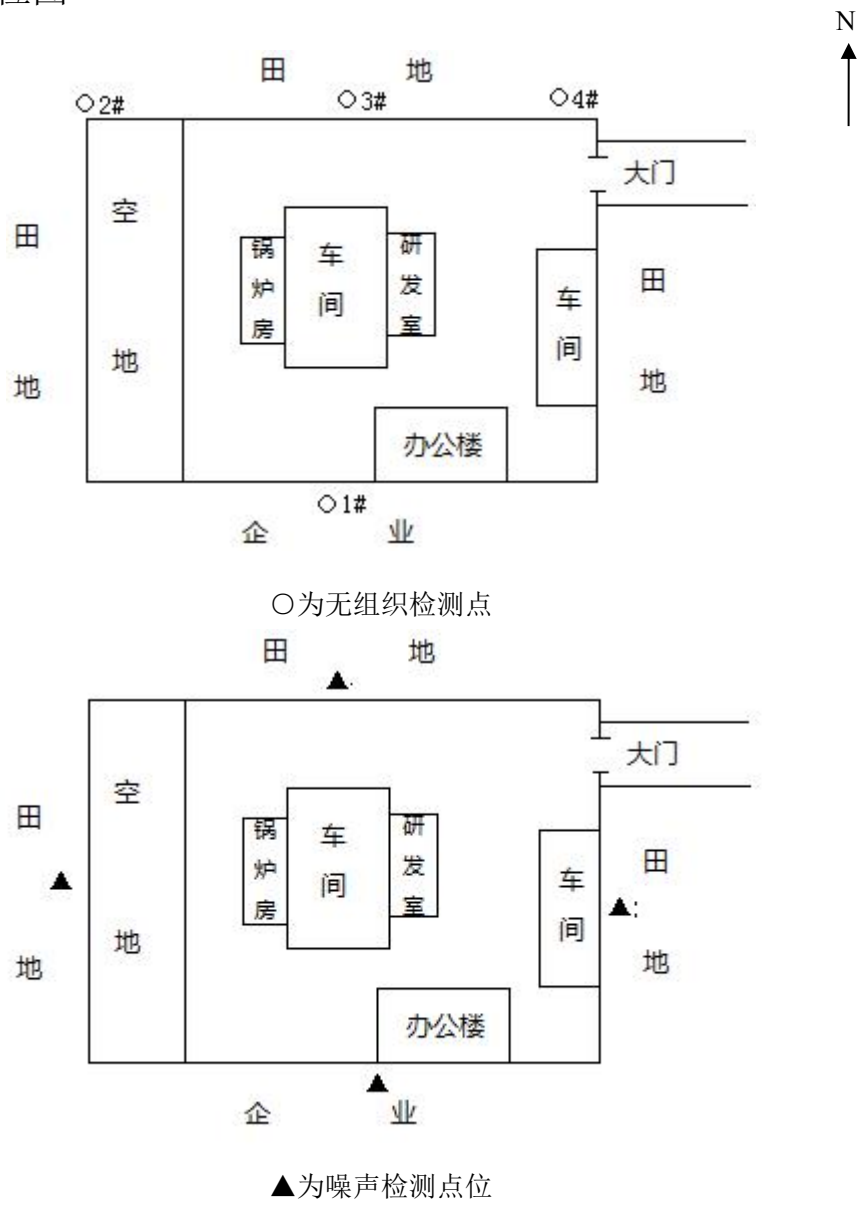 N
田 地
○2# ○3# ○4#
大门
空 地
田 地
锅炉房
车间
研发室
车间
田 地
办公楼
○1#
企 业
○为无组织检测点
田 地
大门
空 地
田 地
锅炉房
车间
研发室
车间
田 地
办公楼
企 业
▲为噪声检测点位